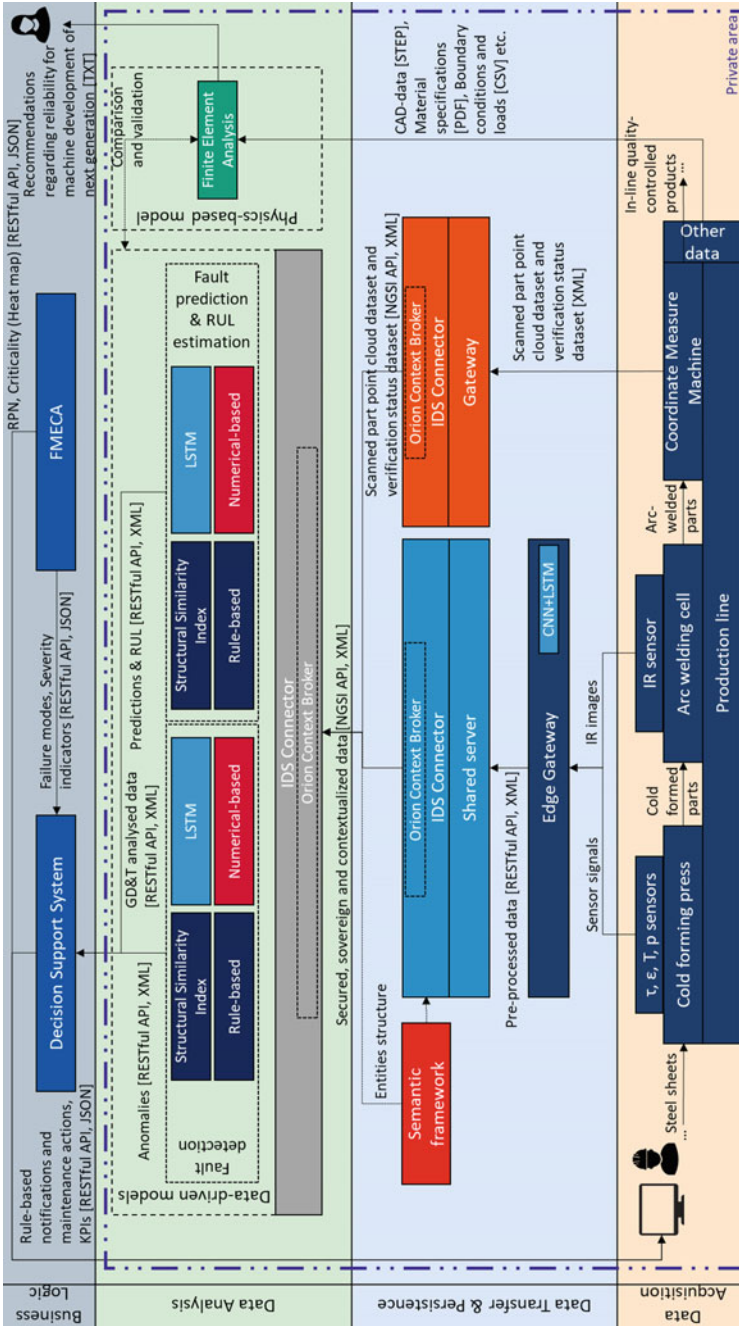 Business
Logic
RPN, Criticality (Heat map) [RESTful API, JSON]
Recommendations
regarding reliability for
machine development of
next generation [TXT]
FMECA
Failure modes, Severity
indicators [RESTful API, JSON]
Decision Support System
Rule-based
notifications and
maintenance actions,
KPIs [RESTful API, JSON]
Data Analysis
Comparison
and validation
Finite Element
Analysis
Physics-based model
Predictions & RUL [RESTful API, XML]
GD&T analysed data
[RESTful API, XML]
Anomalies [RESTful API, XML]
Fault
detection
Data-driven models
Structural Similarity
Index
Rule-based
LSTM
Numerical-based
Structural Similarity
Index
Rule-based
LSTM
Numerical-based
Fault
prediction
& RUL
estimation
IDS Connector
Orion Context Broker
Data Transfer & Persistence
Secured, sovereign and contextualized data [NGSI API, XML]
Scanned part point cloud dataset and
verification status dataset [NGSI API, XML]
CAD-data [STEP],
Material
specifications
[PDF], Boundary
conditions and
loads [CSV] etc.
Entities structure
Semantic
framework
Orion Context Broker
IDS Connector
Shared server
Orion Context Broker
IDS Connector
Gateway
Pre-processed data [RESTful API, XML]
Edge Gateway
CNN+LSTM
Scanned part point
cloud dataset and
verification status
dataset [XML]
Data
Acquisition
Sensor signals
IR images
... Steel sheets
τ, ε, T, p sensors
Cold forming press
Cold
formed
parts
IR sensor
Arc welding cell
Arc-
welded
parts
Coordinate Measure
Machine
Other
data
Production line
In-line quality-
controlled
products
...
Private area